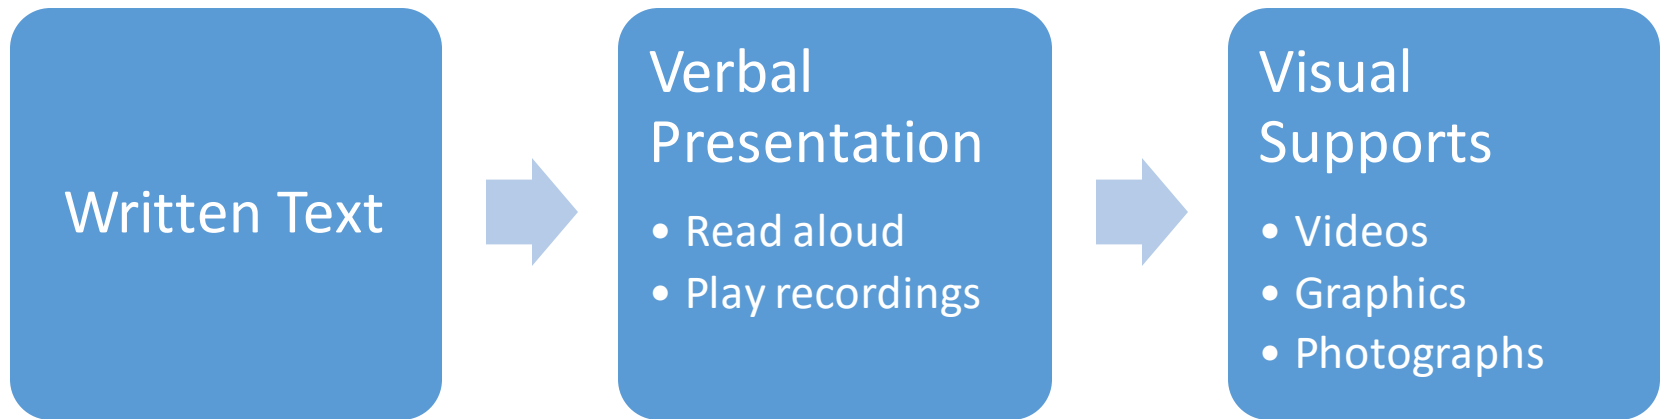 Written Text
Verbal
Presentation
• Read aloud
• Play recordings
Visual
Supports
• Videos
• Graphics
• Photographs